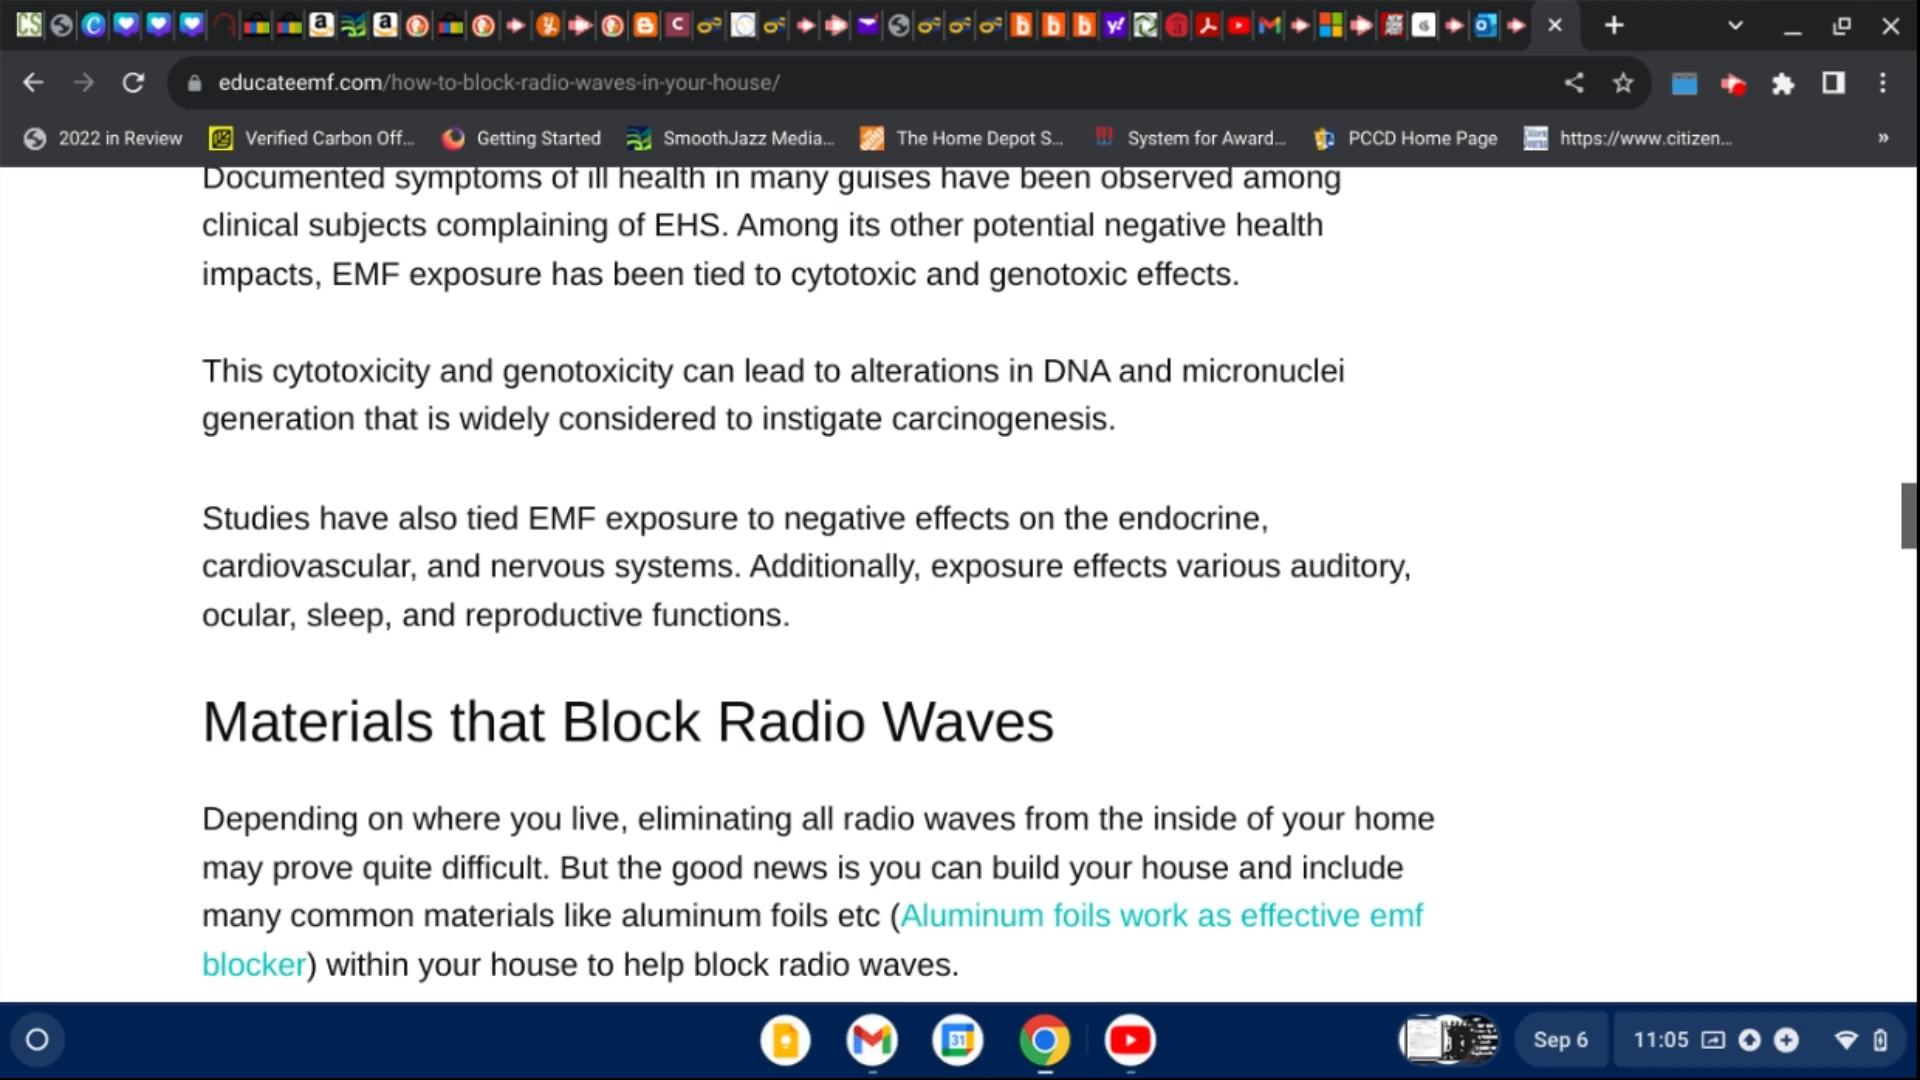 educateemf.com/how-to-block-radio-waves-in-your-house/
2022 in Review Verified Carbon Off... Getting Started SmoothJazz Media... The Home Depot S... System for Award... PCCD Home Page https://www.citizen... »
Documented symptoms of ill health in many guises have been observed among
clinical subjects complaining of EHS. Among its other potential negative health
impacts, EMF exposure has been tied to cytotoxic and genotoxic effects.
This cytotoxicity and genotoxicity can lead to alterations in DNA and micronuclei
generation that is widely considered to instigate carcinogenesis.
Studies have also tied EMF exposure to negative effects on the endocrine,
cardiovascular, and nervous systems. Additionally, exposure effects various auditory,
ocular, sleep, and reproductive functions.
Materials that Block Radio Waves
Depending on where you live, eliminating all radio waves from the inside of your home
may prove quite difficult. But the good news is you can build your house and include
many common materials like aluminum foils etc (Aluminum foils work as effective emf
blocker) within your house to help block radio waves.
31
Sep 6 11:05